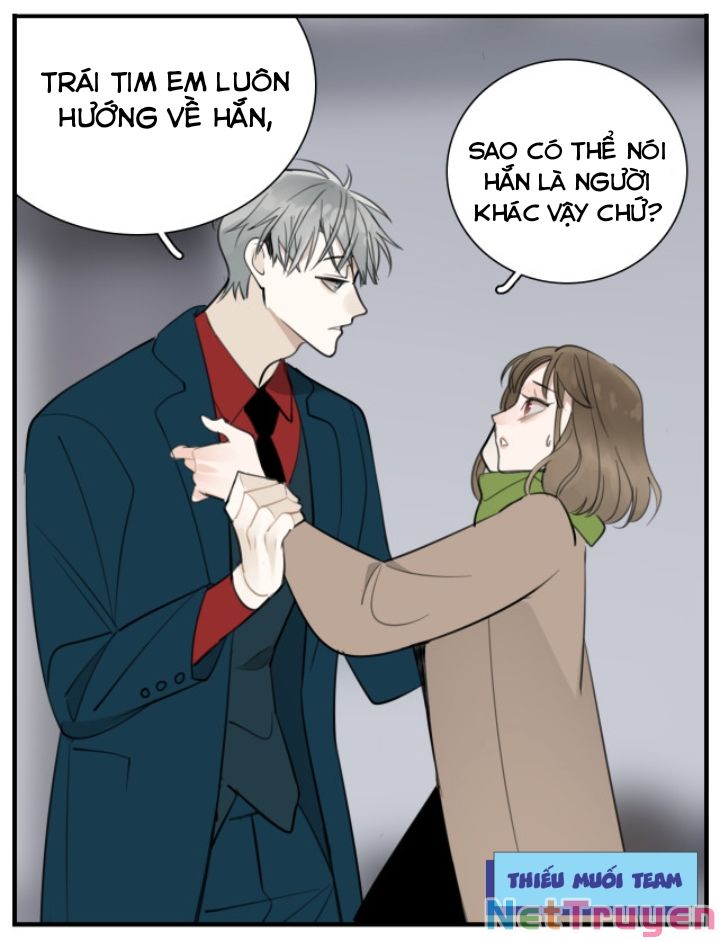 TRÁI TIM EM LUÔN
HƯỚNG VỀ HẮN,
SAO CÓ THỂ NÓI
HẮN LÀ NGƯỜI
KHÁC VẬY CHỨ?
THIẾU MUỐI TEAM
NetTruyen